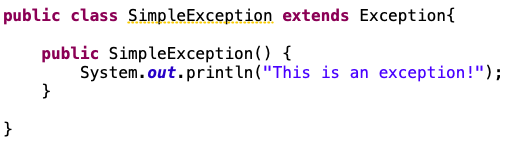 public class SimpleException extends Exception{
public SimpleException() {
System.out.println("This is an exception!");
}
}